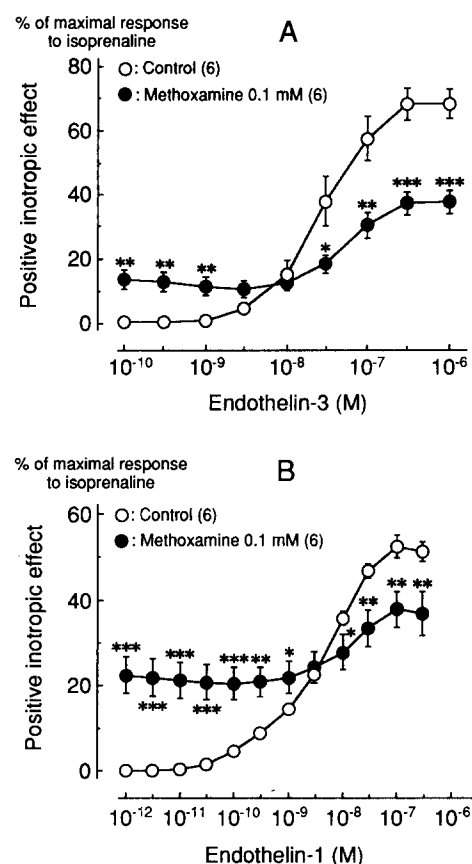 % of maximal response
to isoprenaline
A
○: Control (6)
●: Methoxamine 0.1 mM (6)
Positive inotropic effect
80
60
40
20
0
** ** ** * ** *** ***
10⁻¹⁰ 10⁻⁹ 10⁻⁸ 10⁻⁷ 10⁻⁶
Endothelin-3 (M)
% of maximal response
to isoprenaline
B
○: Control (6)
●: Methoxamine 0.1 mM (6)
Positive inotropic effect
60
40
20
0
*** *** *** *** *** ** * * ** ** **
10⁻¹² 10⁻¹¹ 10⁻¹⁰ 10⁻⁹ 10⁻⁸ 10⁻⁷ 10⁻⁶
Endothelin-1 (M)